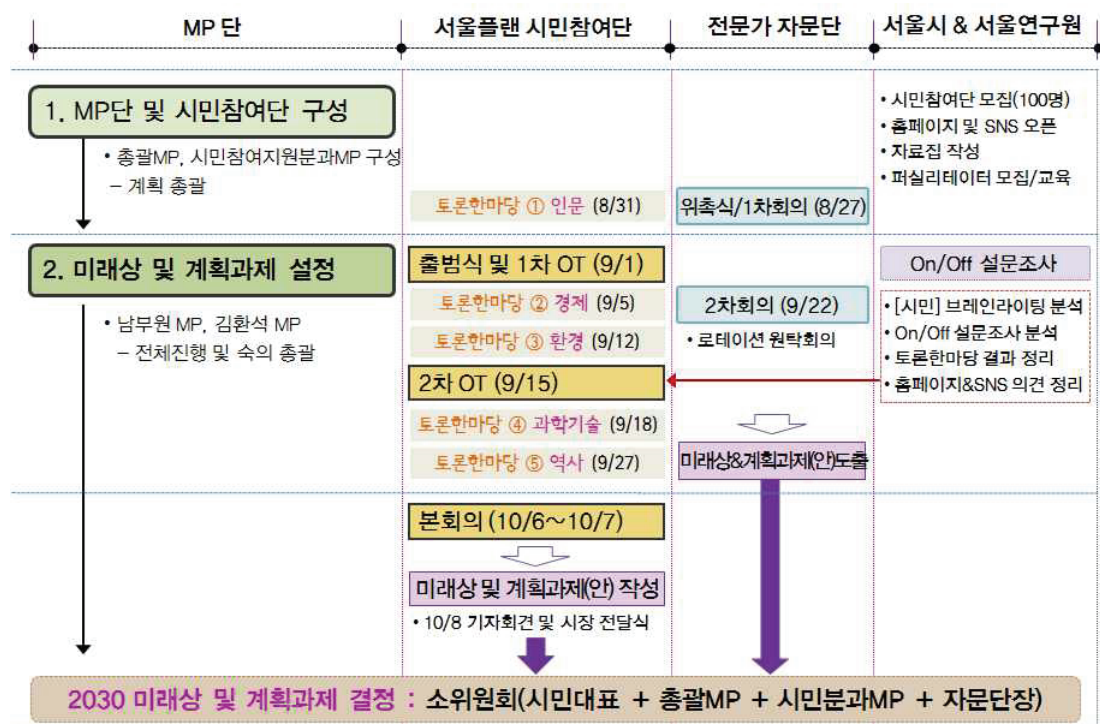 MP 단
서울플랜 시민참여단
전문가 자문단
서울시 & 서울연구원
1. MP단 및 시민참여단 구성
• 총괄MP, 시민참여지원분과MP 구성
– 계획 총괄
토론한마당 ① 인문 (8/31)
위촉식/1차회의 (8/27)
• 시민참여단 모집(100명)
• 홈페이지 및 SNS 오픈
• 자료집 작성
• 퍼실리테이터 모집/교육
2. 미래상 및 계획과제 설정
• 남부원 MP, 김환석 MP
– 전체진행 및 숙의 총괄
출범식 및 1차 OT (9/1)
토론한마당 ② 경제 (9/5)
토론한마당 ③ 환경 (9/12)
2차 OT (9/15)
토론한마당 ④ 과학기술 (9/18)
토론한마당 ⑤ 역사 (9/27)
2차회의 (9/22)
• 로테이션 원탁회의
미래상&계획과제(안)도출
On/Off 설문조사
• [시민] 브레인라이팅 분석
• On/Off 설문조사 분석
• 토론한마당 결과 정리
• 홈페이지&SNS 의견 정리
본회의 (10/6～10/7)
미래상 및 계획과제(안) 작성
• 10/8 기자회견 및 시장 전달식
2030 미래상 및 계획과제 결정 : 소위원회(시민대표 + 총괄MP + 시민분과MP + 자문단장)